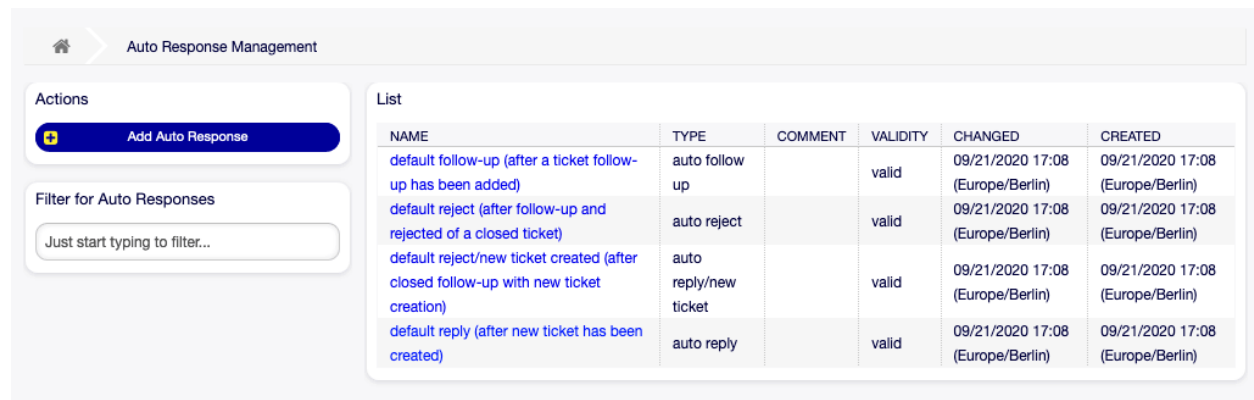 Auto Response Management
Actions
Add Auto Response
Filter for Auto Responses
Just start typing to filter...
List
NAME TYPE COMMENT VALIDITY CHANGED CREATED
default follow-up (after a ticket follow- auto follow valid 09/21/2020 17:08 09/21/2020 17:08
up has been added) up (Europe/Berlin) (Europe/Berlin)
default reject (after follow-up and auto reject valid 09/21/2020 17:08 09/21/2020 17:08
rejected of a closed ticket) (Europe/Berlin) (Europe/Berlin)
default reject/new ticket created (after auto
closed follow-up with new ticket reply/new valid 09/21/2020 17:08 09/21/2020 17:08
creation) ticket (Europe/Berlin) (Europe/Berlin)
default reply (after new ticket has been auto reply valid 09/21/2020 17:08 09/21/2020 17:08
created) (Europe/Berlin) (Europe/Berlin)